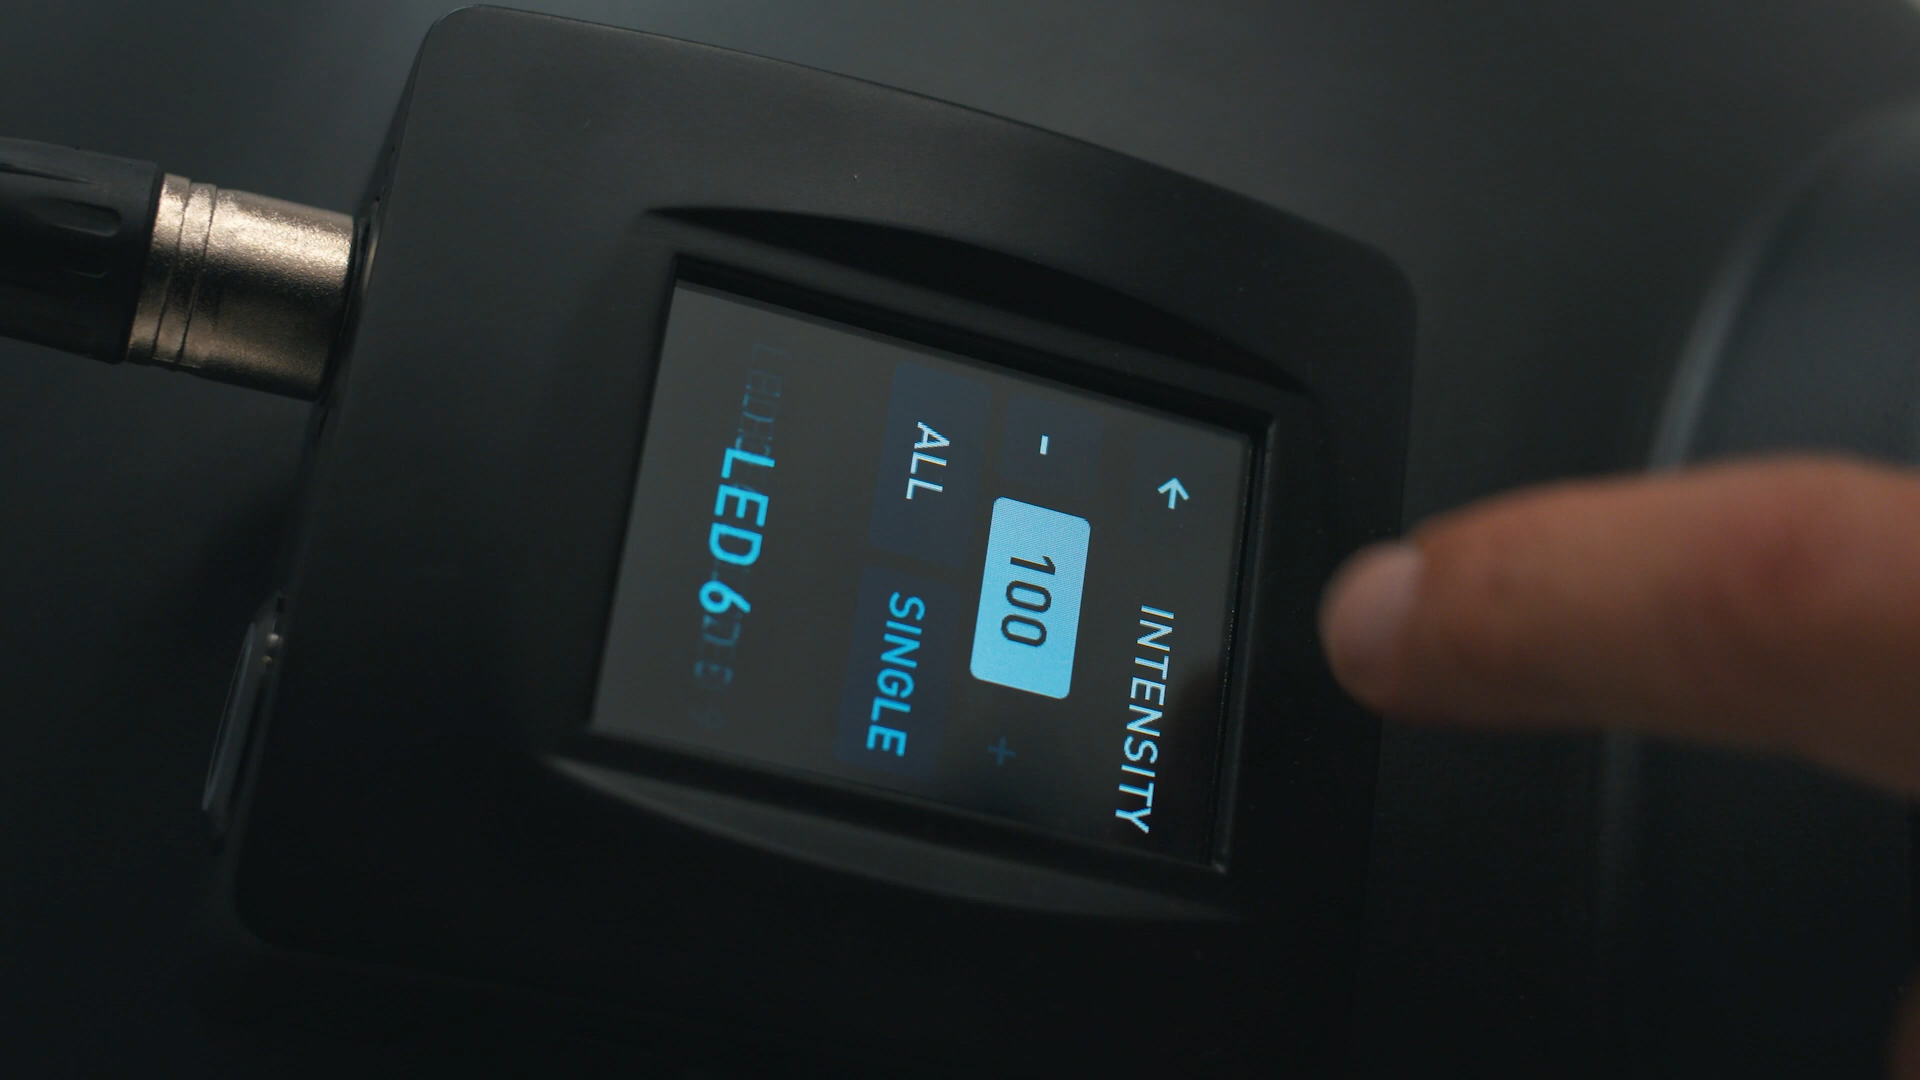 ← INTENSITY
- 100 +
ALL SINGLE
LED 6